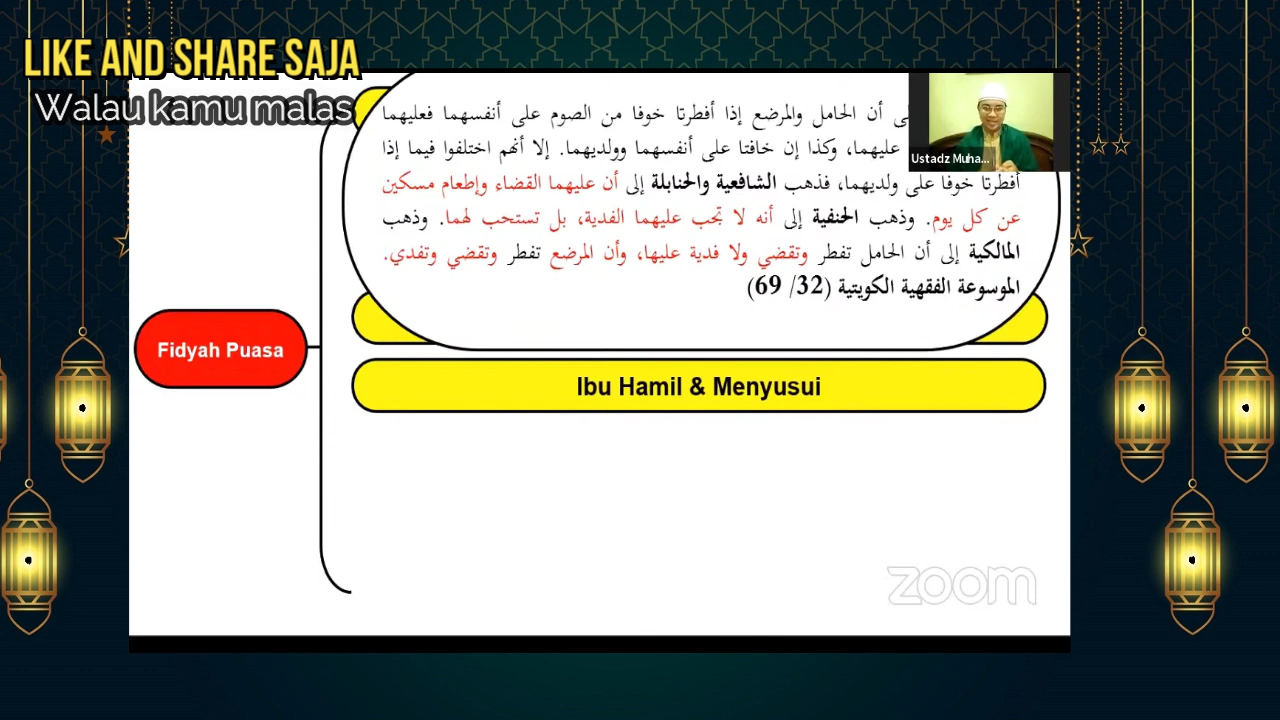 LIKE AND SHARE SAJA
Walau kamu malas
أن الحامل والمرضع إذا أفطرتا خوفا من الصوم على أنفسهما فعليهما
عليهما، وكذا إن خافتا على أنفسهما وولديهما. إلا أنهم اختلفوا فيما إذا
أفطرتا خوفا على ولديهما، فذهب الشافعية والحنابلة إلى أن عليهما القضاء وإطعام مسكين
عن كل يوم. وذهب الحنفية إلى أنه لا تجب عليهما الفدية، بل تستحب لهما. وذهب
المالكية إلى أن الحامل تفطر وتقضي ولا فدية عليها، وأن المرضع تفطر وتقضي وتفدي.
الموسوعة الفقهية الكويتية (32/ 69)
Ustadz Muha...
Fidyah Puasa
Ibu Hamil & Menyusui
zoom